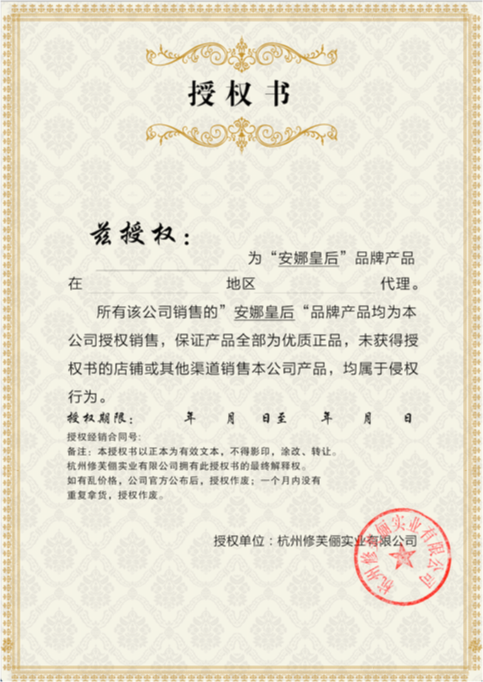 授权书
兹授权：
为“安娜皇后”品牌产品
在 地区 代理。
所有该公司销售的”安娜皇后“品牌产品均为本
公司授权销售，保证产品全部为优质正品，未获得授
权书的店铺或其他渠道销售本公司产品，均属于侵权
行为。
授权期限： 年 月 日至 年 月 日
授权经销合同号：
备注：本授权书以正本为有效文本，不得影印，涂改、转让。
杭州修芙俪实业有限公司拥有此授权书的最终解释权。
如有乱价格，公司官方公布后，授权作废；一个月内没有
重复拿货，授权作废。
授权单位：杭州修芙俪实业有限公司
杭州修芙俪实业有限公司